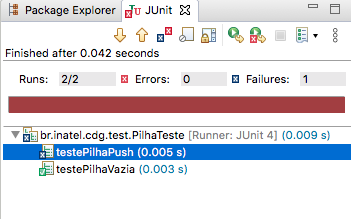 Package Explorer JUnit
Finished after 0.042 seconds
Runs: 2/2 Errors: 0 Failures: 1
br.inatel.cdg.test.PilhaTeste [Runner: JUnit 4] (0.009 s)
testePilhaPush (0.005 s)
testePilhaVazia (0.003 s)